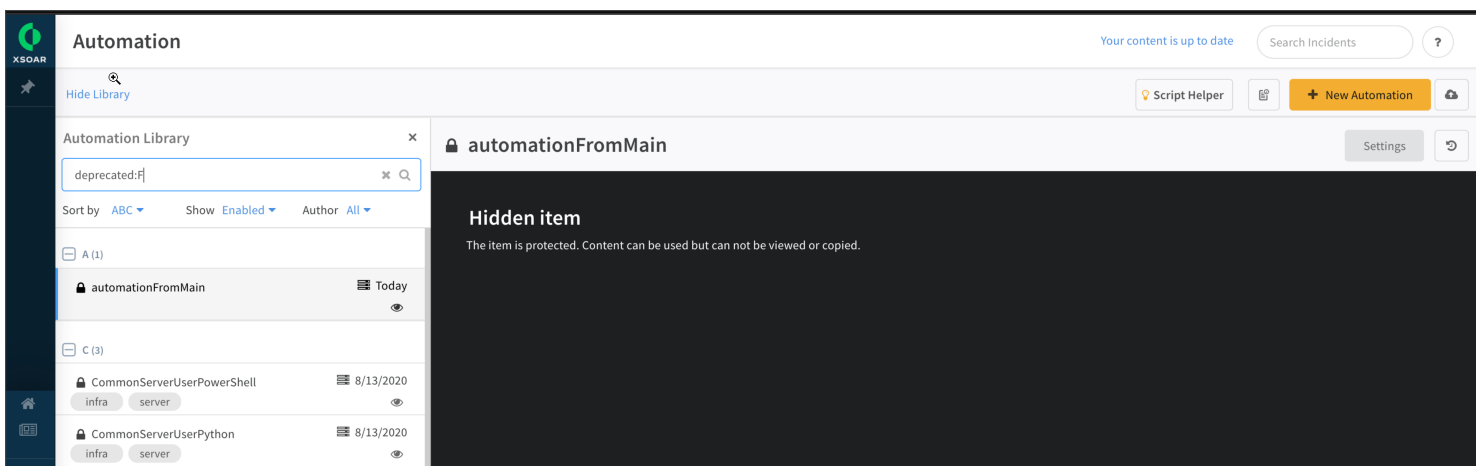 XSOAR
Automation
Your content is up to date
Search Incidents
?
Hide Library
Script Helper
+ New Automation
Automation Library
deprecated:F
Sort by ABC Show Enabled Author All
A (1)
automationFromMain Today
C (3)
CommonServerUserPowerShell 8/13/2020
infra server
CommonServerUserPython 8/13/2020
infra server
automationFromMain
Settings
Hidden item
The item is protected. Content can be used but can not be viewed or copied.